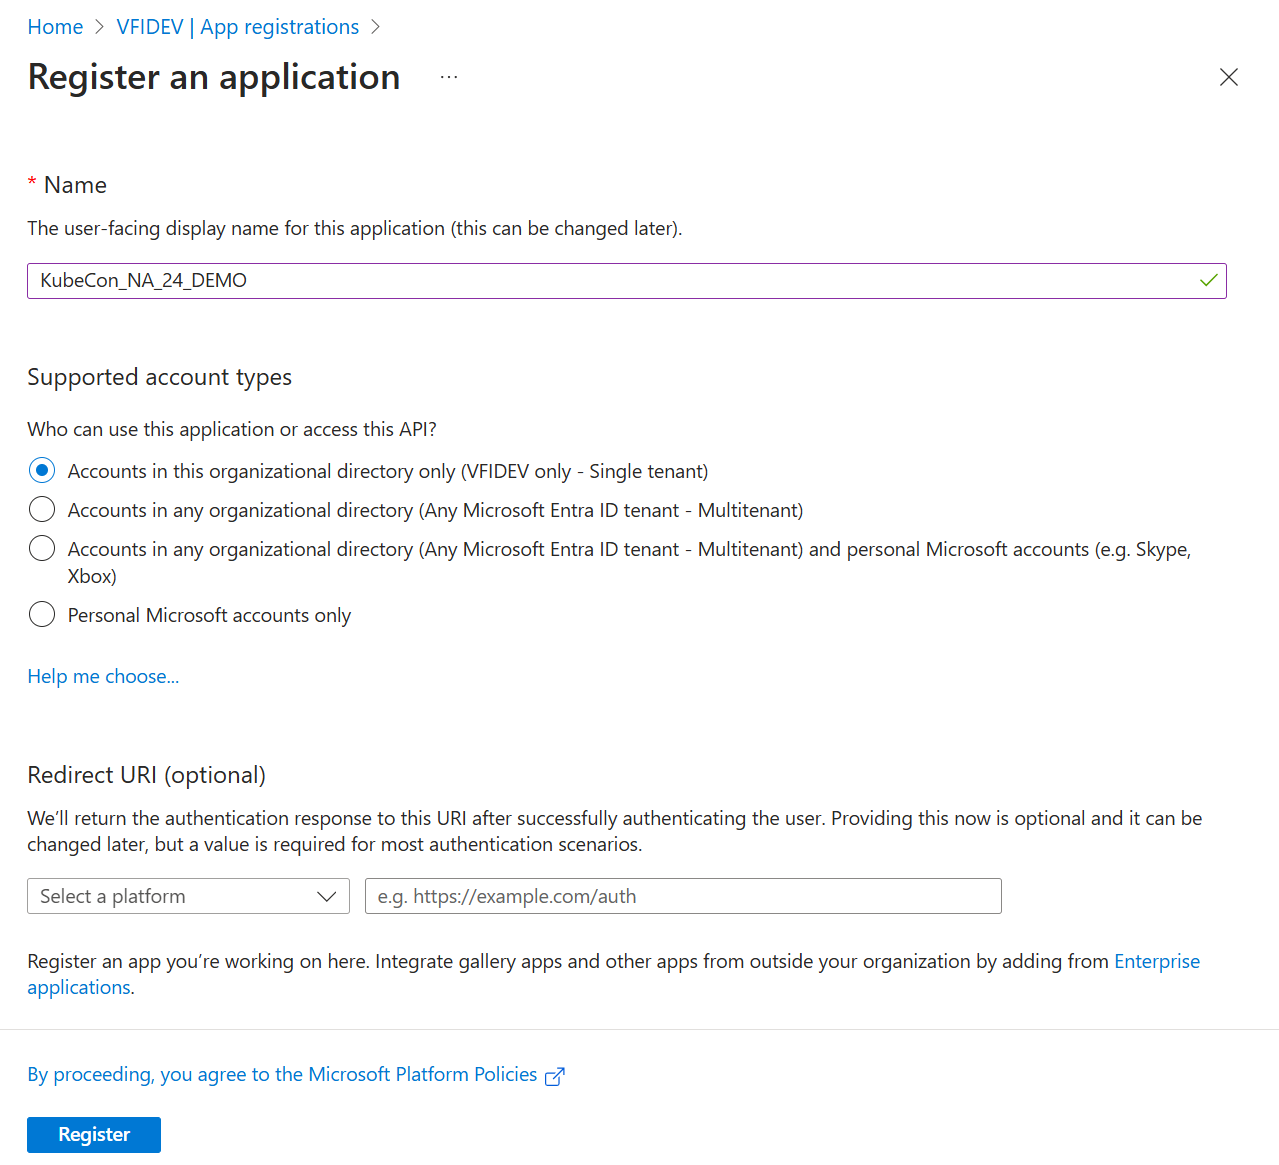 Home > VFIDEV | App registrations >
Register an application ...
* Name
The user-facing display name for this application (this can be changed later).
KubeCon_NA_24_DEMO
Supported account types
Who can use this application or access this API?
Accounts in this organizational directory only (VFIDEV only - Single tenant)
Accounts in any organizational directory (Any Microsoft Entra ID tenant - Multitenant)
Accounts in any organizational directory (Any Microsoft Entra ID tenant - Multitenant) and personal Microsoft accounts (e.g. Skype,
Xbox)
Personal Microsoft accounts only
Help me choose...
Redirect URI (optional)
We’ll return the authentication response to this URI after successfully authenticating the user. Providing this now is optional and it can be
changed later, but a value is required for most authentication scenarios.
Select a platform e.g. https://example.com/auth
Register an app you’re working on here. Integrate gallery apps and other apps from outside your organization by adding from Enterprise
applications.
By proceeding, you agree to the Microsoft Platform Policies
Register